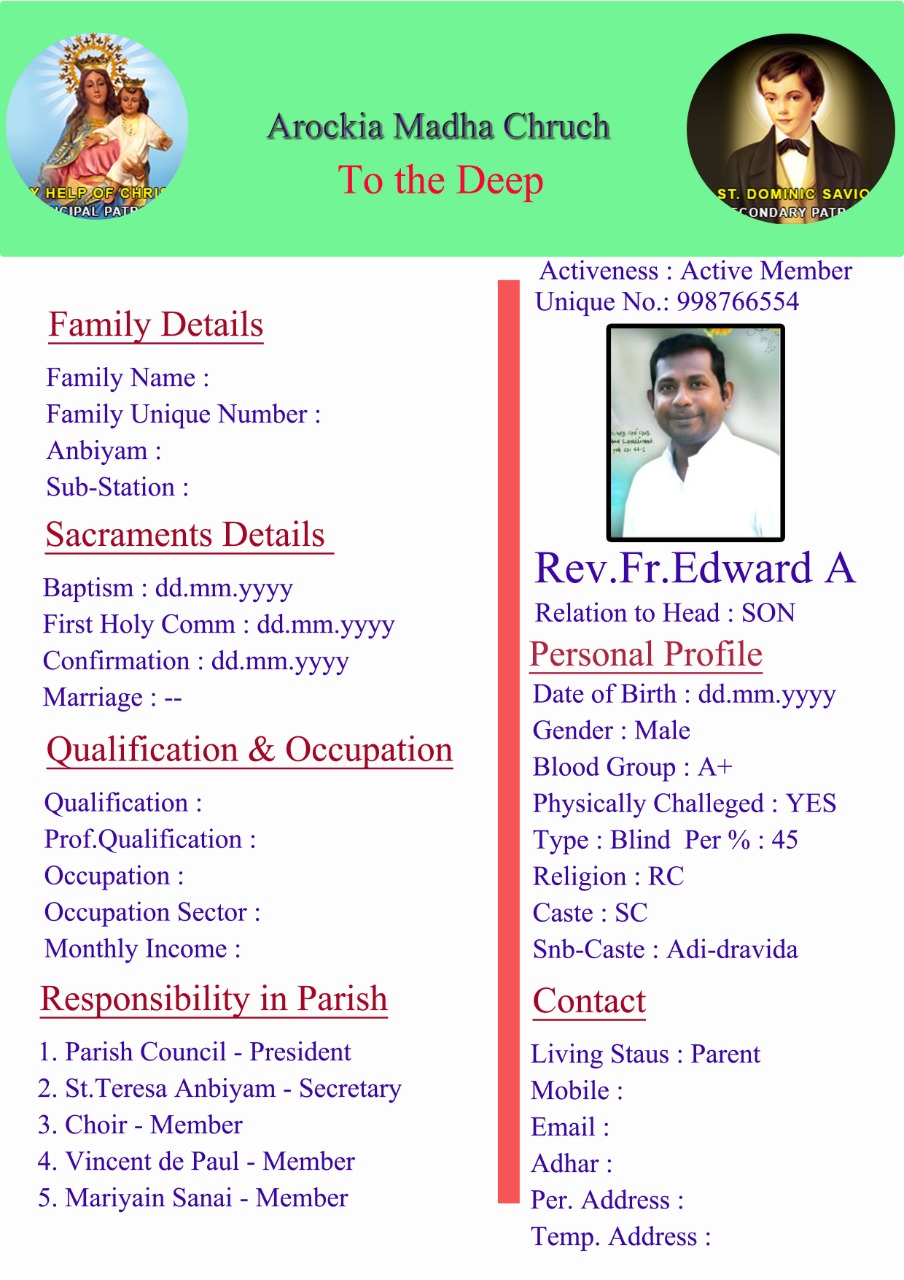 Y HELP OF CHRIS
CIPAL PATR
Arockia Madha Chruch
To the Deep
ST. DOMINIC SAVIO
ECONDARY PATR
Family Details
Family Name :
Family Unique Number :
Anbiyam :
Sub-Station :
Sacraments Details
Baptism : dd.mm.yyyy
First Holy Comm : dd.mm.yyyy
Confirmation : dd.mm.yyyy
Marriage : --
Qualification & Occupation
Qualification :
Prof.Qualification :
Occupation :
Occupation Sector :
Monthly Income :
Responsibility in Parish
1. Parish Council - President
2. St.Teresa Anbiyam - Secretary
3. Choir - Member
4. Vincent de Paul - Member
5. Mariyain Sanai - Member
Activeness : Active Member
Unique No.: 998766554
Rev.Fr.Edward A
Relation to Head : SON
Personal Profile
Date of Birth : dd.mm.yyyy
Gender : Male
Blood Group : A+
Physically Challeged : YES
Type : Blind  Per % : 45
Religion : RC
Caste : SC
Snb-Caste : Adi-dravida
Contact
Living Staus : Parent
Mobile :
Email :
Adhar :
Per. Address :
Temp. Address :